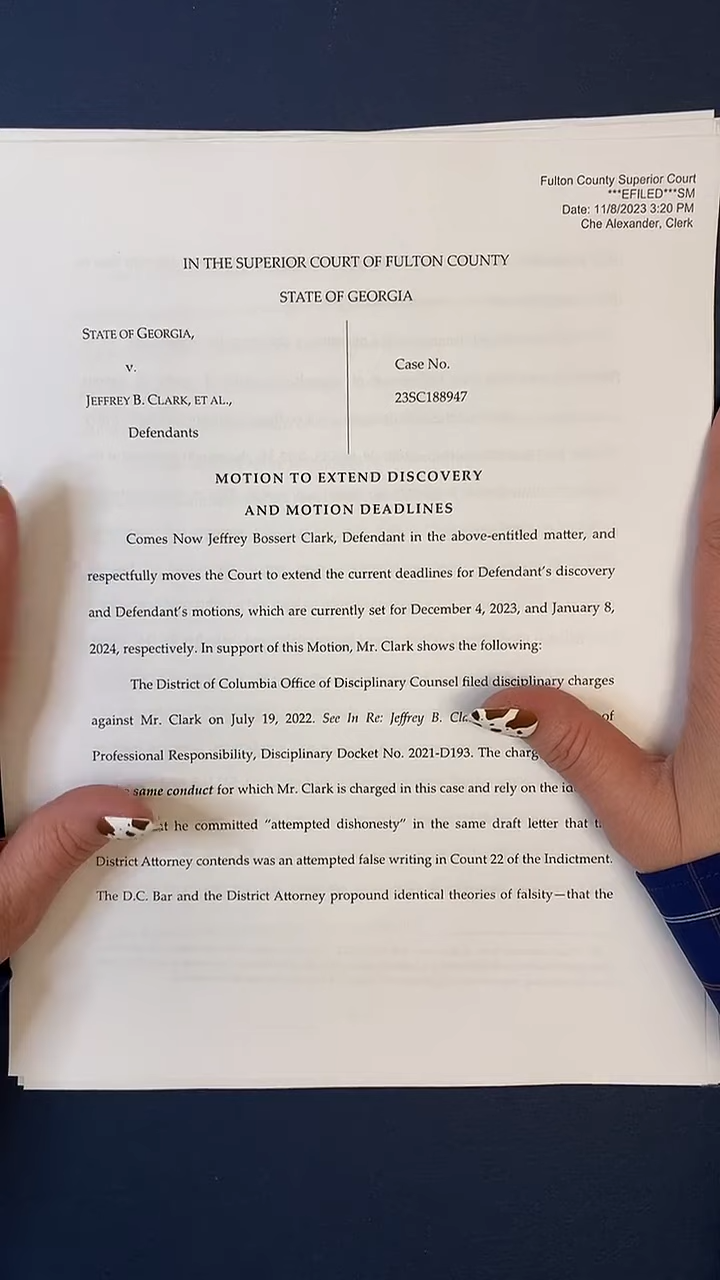 Fulton County Superior Court
***EFILED***SM
Date: 11/8/2023 3:20 PM
Che Alexander, Clerk
IN THE SUPERIOR COURT OF FULTON COUNTY
STATE OF GEORGIA
STATE OF GEORGIA,
v.
JEFFREY B. CLARK, ET AL.,
Defendants
Case No.
23SC188947
MOTION TO EXTEND DISCOVERY
AND MOTION DEADLINES
Comes Now Jeffrey Bossert Clark, Defendant in the above-entitled matter, and
respectfully moves the Court to extend the current deadlines for Defendant's discovery
and Defendant's motions, which are currently set for December 4, 2023, and January 8,
2024, respectively. In support of this Motion, Mr. Clark shows the following:
The District of Columbia Office of Disciplinary Counsel filed disciplinary charges
against Mr. Clark on July 19, 2022. See In Re: Jeffrey B. of
Professional Responsibility, Disciplinary Docket No. 2021-D193. The
same conduct for which Mr. Clark is charged in this case and rely on the
he committed "attempted dishonesty" in the same draft letter that
District Attorney contends was an attempted false writing in Count 22 of the Indictment.
The D.C. Bar and the District Attorney propound identical theories of falsity—that the